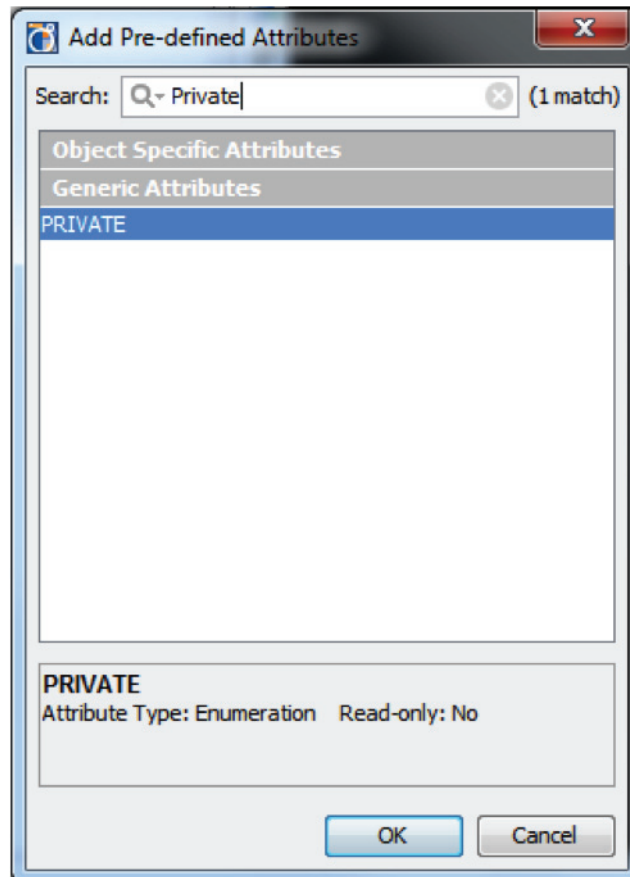 Add Pre-defined Attributes
Search: Private (1 match)
Object Specific Attributes
Generic Attributes
PRIVATE
PRIVATE
Attribute Type: Enumeration Read-only: No
OK Cancel